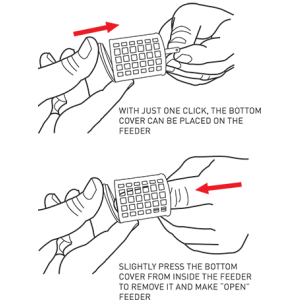 WITH JUST ONE CLICK, THE BOTTOM
COVER CAN BE PLACED ON THE
FEEDER
SLIGHTLY PRESS THE BOTTOM
COVER FROM INSIDE THE FEEDER
TO REMOVE IT AND MAKE “OPEN”
FEEDER